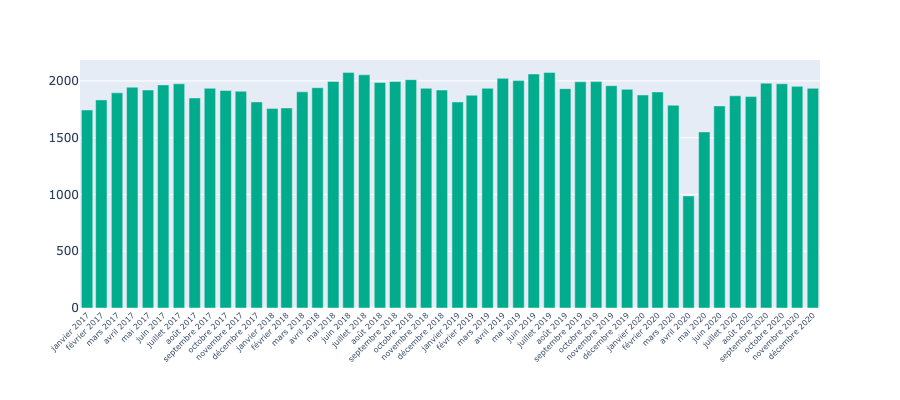 2000
1500
1000
500
0
janvier 2017
février 2017
mars 2017
avril 2017
mai 2017
juin 2017
juillet 2017
août 2017
septembre 2017
octobre 2017
novembre 2017
décembre 2017
janvier 2018
février 2018
mars 2018
avril 2018
mai 2018
juin 2018
juillet 2018
août 2018
septembre 2018
octobre 2018
novembre 2018
décembre 2018
janvier 2019
février 2019
mars 2019
avril 2019
mai 2019
juin 2019
juillet 2019
août 2019
septembre 2019
octobre 2019
novembre 2019
décembre 2019
janvier 2020
février 2020
mars 2020
avril 2020
mai 2020
juin 2020
juillet 2020
août 2020
septembre 2020
octobre 2020
novembre 2020
décembre 2020